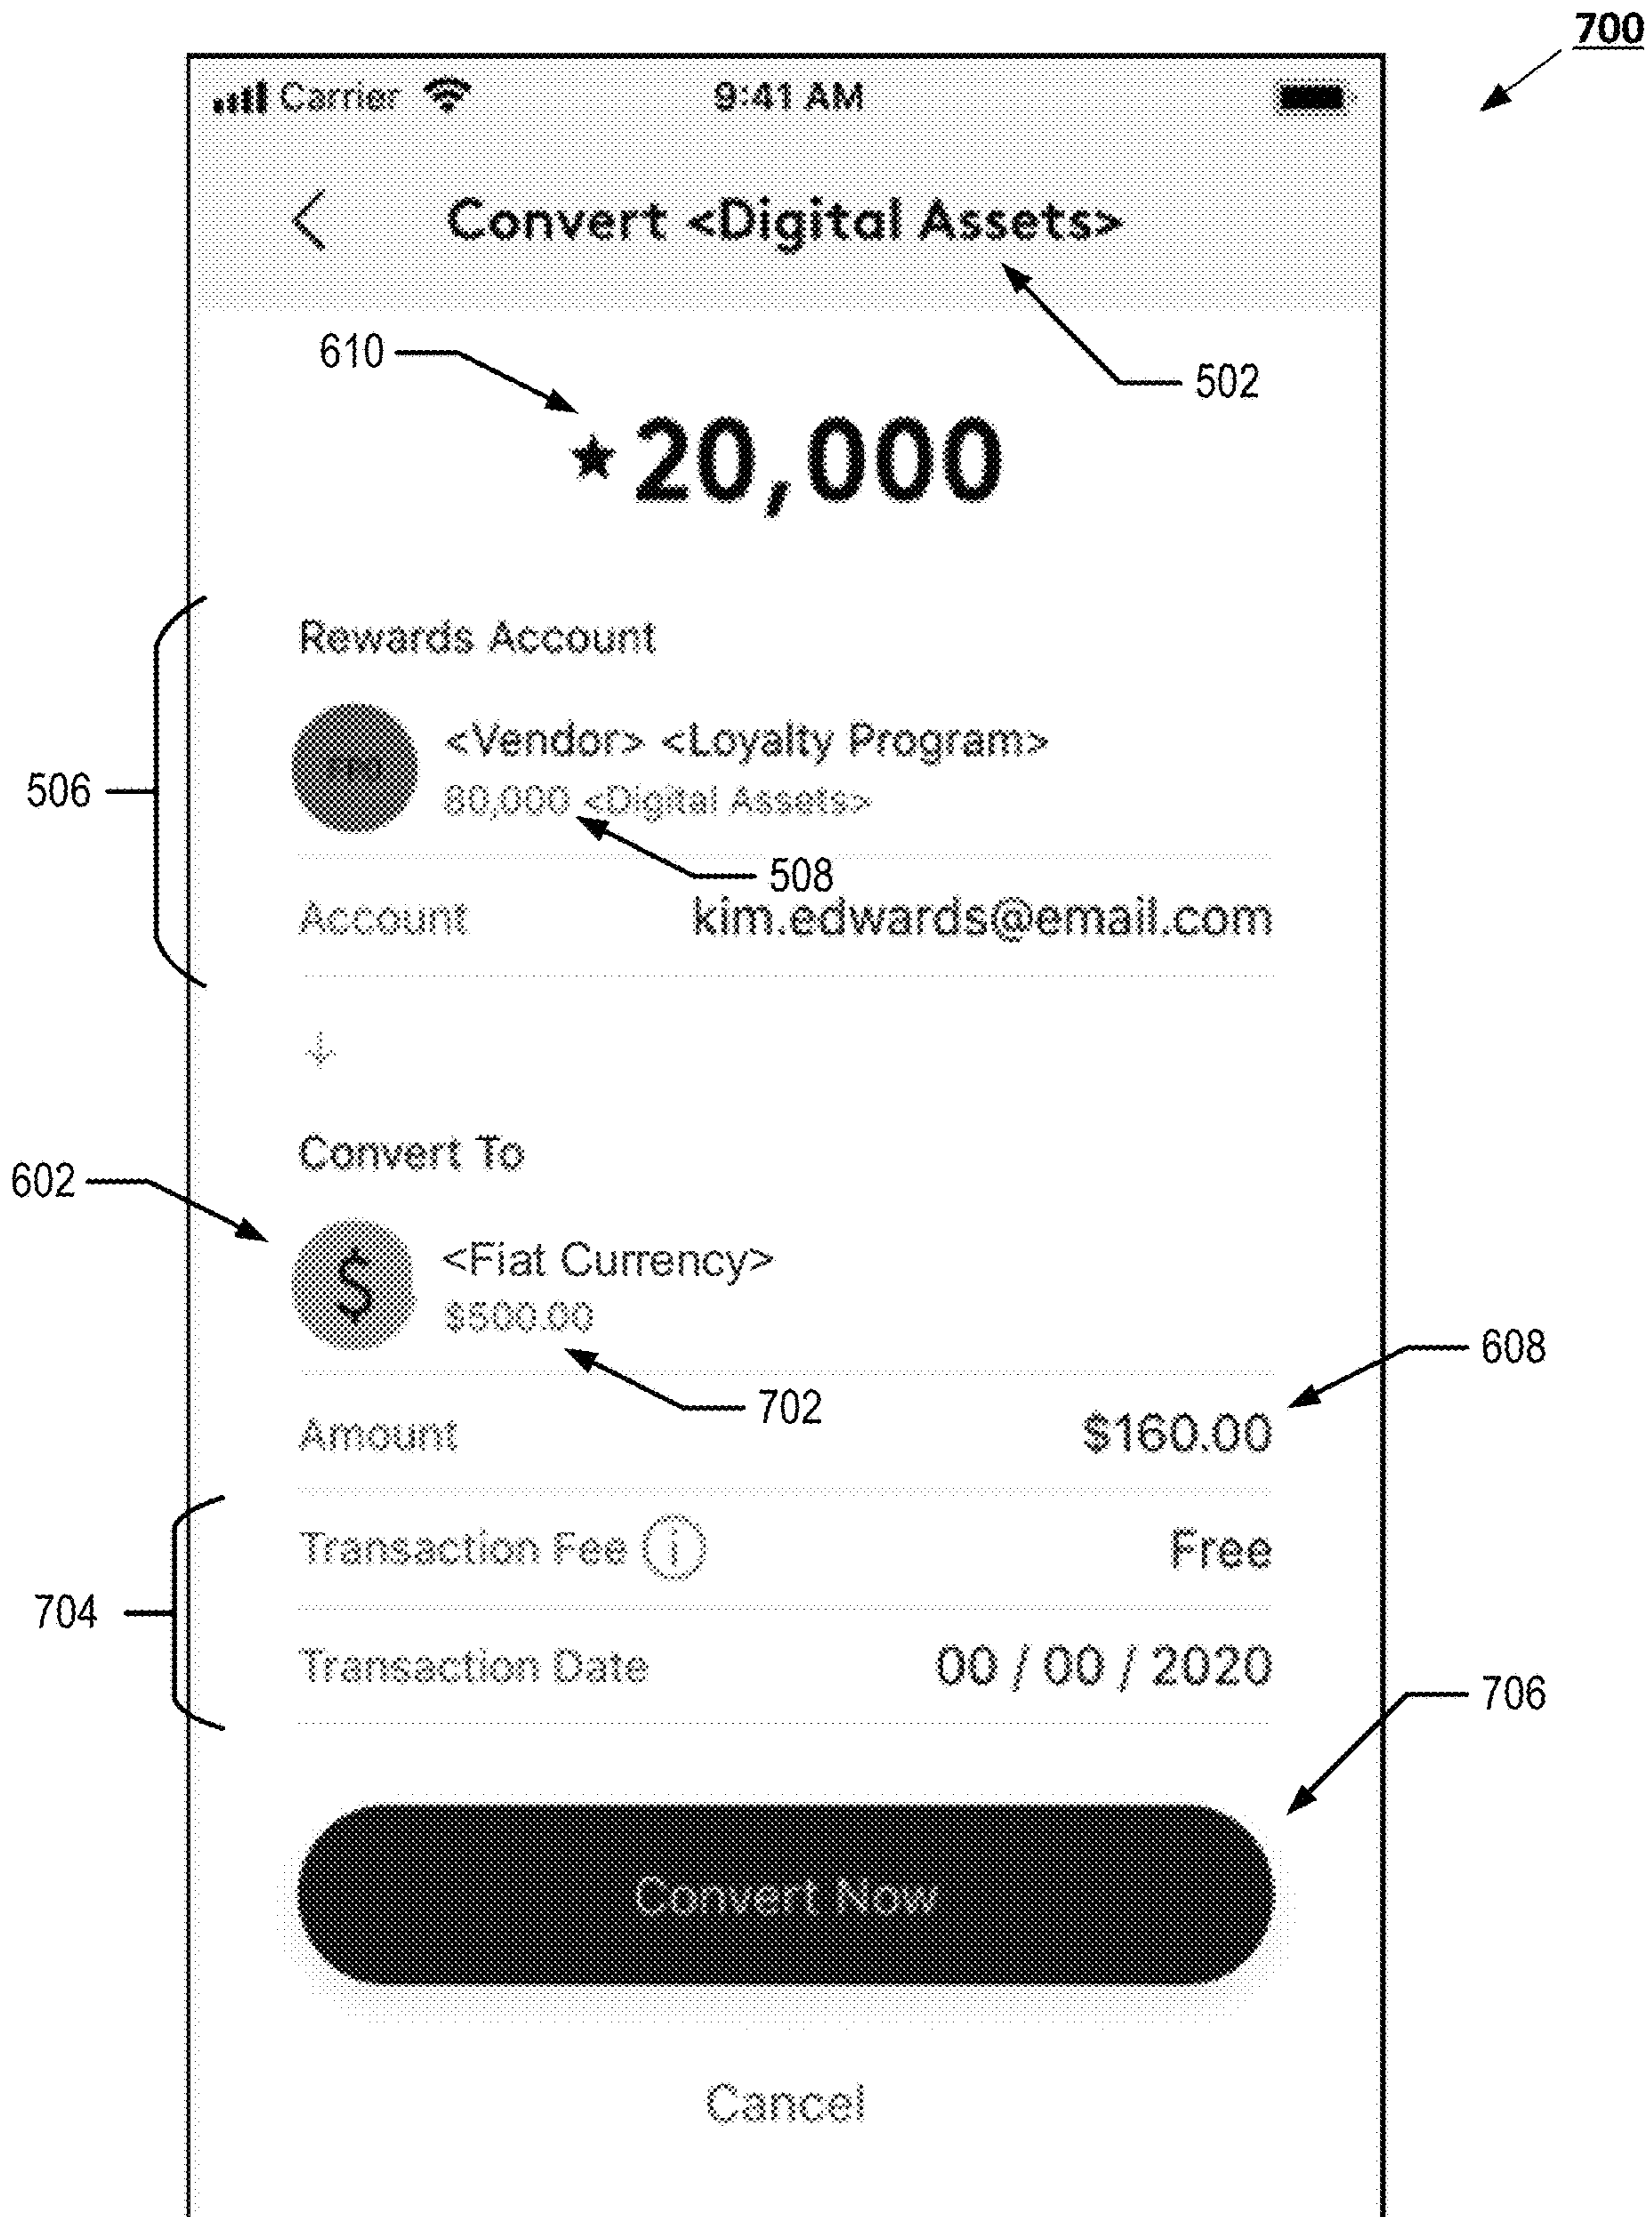 700
Carrier 9:41 AM
Convert <Digital Assets>
610
502
20,000
Rewards Account
<Vendor> <Loyalty Program>
506
80,000 <Digital Assets>
508
Account kim.edwards@email.com
Convert To
602
$ <Fiat Currency>
$500.00
608
702
Amount $160.00
Transaction Fee i Free
704
Transaction Date 00 / 00 / 2020
706
Convert Now
Cancel